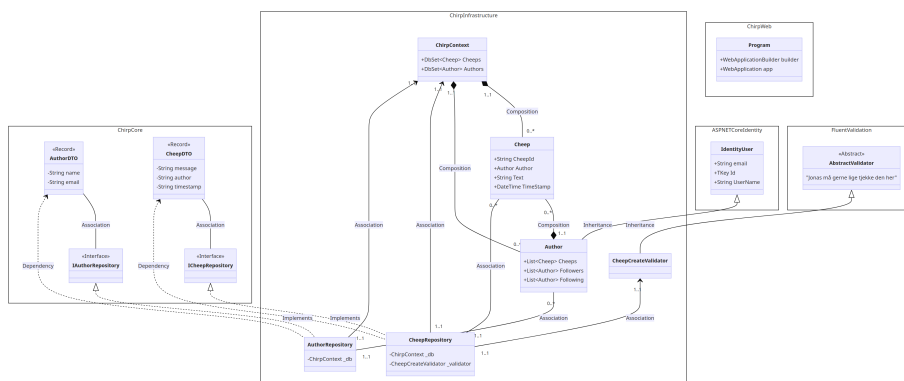 ChirpInfrastructure
ChirpContext
+DbSet<Cheep> Cheeps
+DbSet<Author> Authors
1..1
1..1
Composition
0..*
Cheep
+String CheepId
+Author Author
+String Text
+DateTime TimeStamp
0..*
0..*
Composition
1..1
Composition
Association
Association
Association
Author
+List<Cheep> Cheeps
+List<Author> Followers
+List<Author> Following
0..*
Association
CheepCreateValidator
1..1
Association
AuthorRepository
-ChirpContext _db
1..1
1..1
CheepRepository
-ChirpContext _db
-CheepCreateValidator _validator
1..1
1..1
1..1
ChirpWeb
Program
+WebApplicationBuilder builder
+WebApplication app
ChirpCore
«Record»
AuthorDTO
-String name
-String email
«Record»
CheepDTO
-String message
-String author
-String timestamp
Association
Association
Dependency
«Interface»
IAuthorRepository
Dependency
«Interface»
ICheepRepository
Implements
Implements
ASPNETCoreIdentity
IdentityUser
+String email
+TKey Id
+String UserName
Inheritance
FluentValidation
«Abstract»
AbstractValidator
"Jonas må gerne lige tjekke den her"
Inheritance